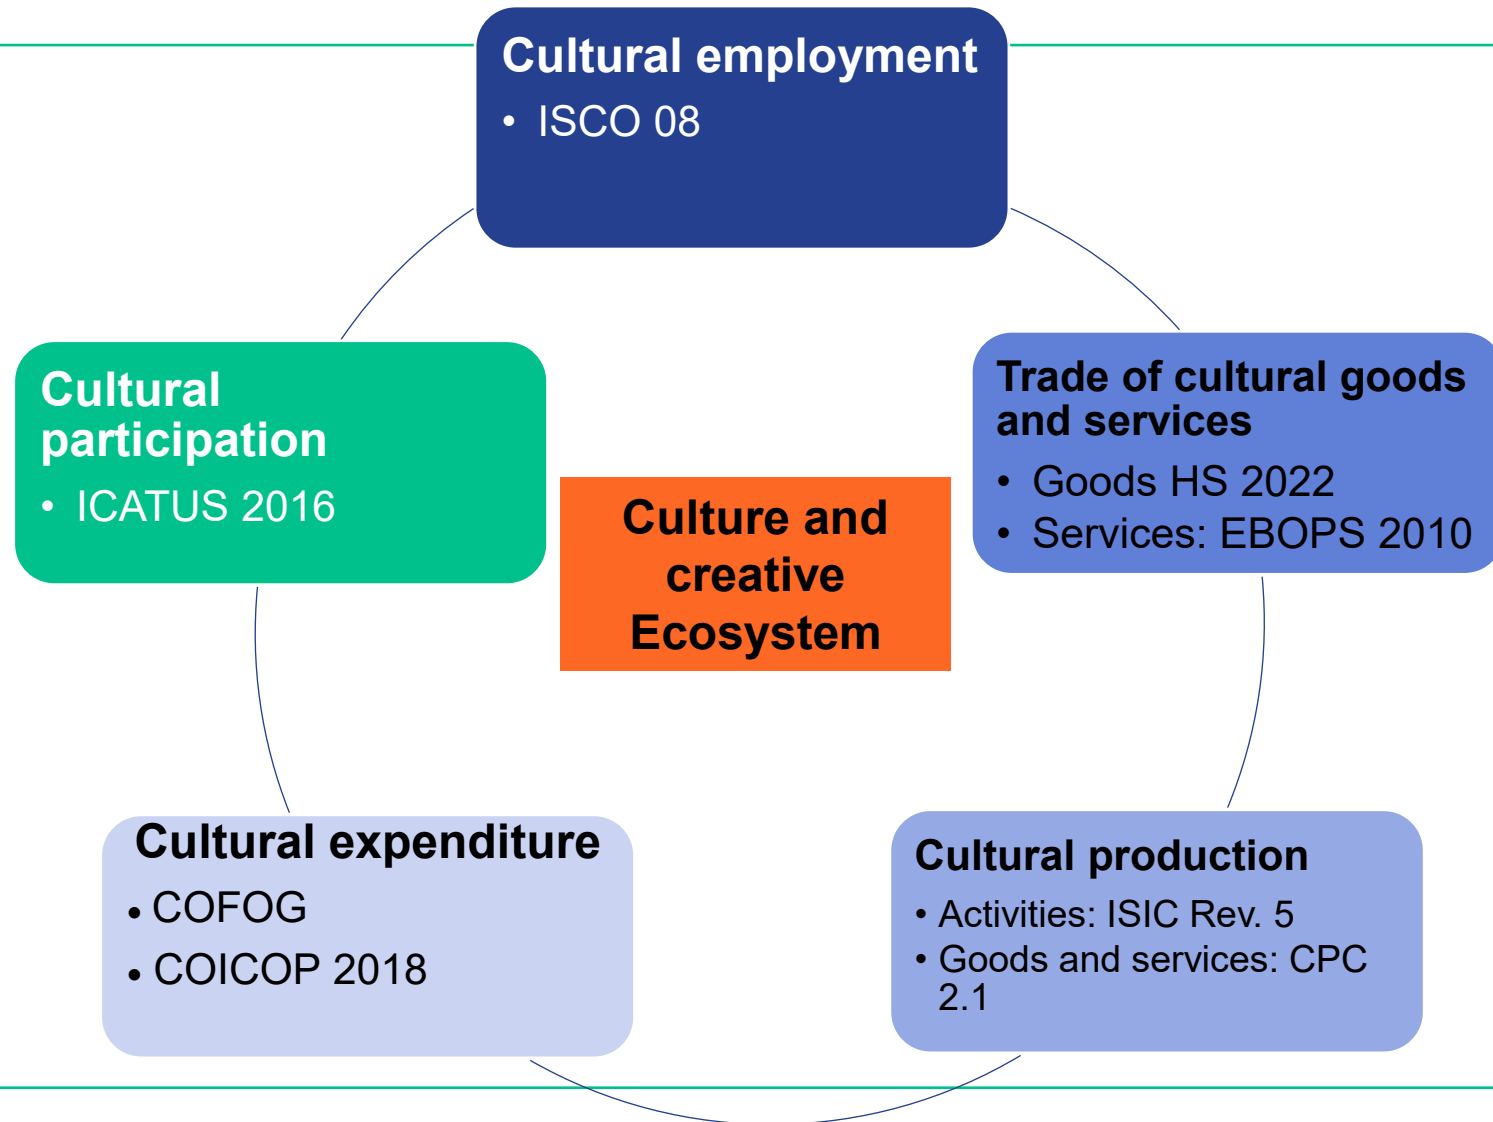 Cultural employment
• ISCO 08
Cultural
participation
• ICATUS 2016
Trade of cultural goods
and services
• Goods HS 2022
• Services: EBOPS 2010
Culture and
creative
Ecosystem
Cultural expenditure
• COFOG
• COICOP 2018
Cultural production
• Activities: ISIC Rev. 5
• Goods and services: CPC
2.1